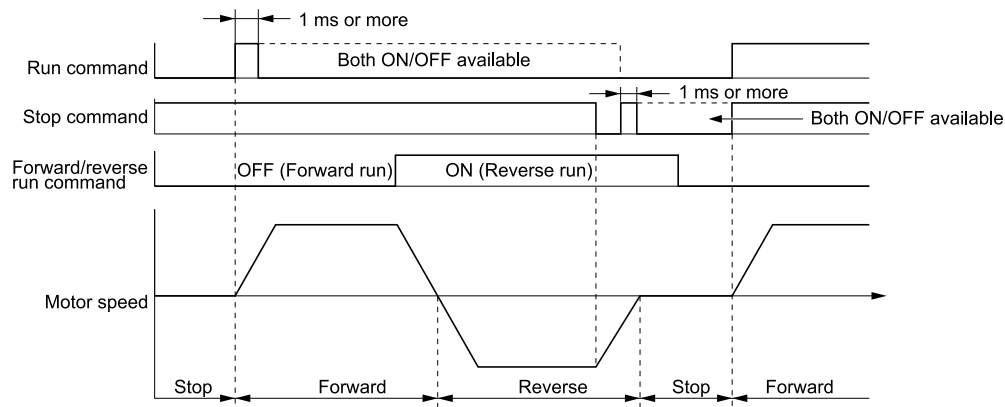 1 ms or more
Run command
Both ON/OFF available
1 ms or more
Stop command
Both ON/OFF available
Forward/reverse
run command
OFF (Forward run)
ON (Reverse run)
Motor speed
Stop
Forward
Reverse
Stop
Forward